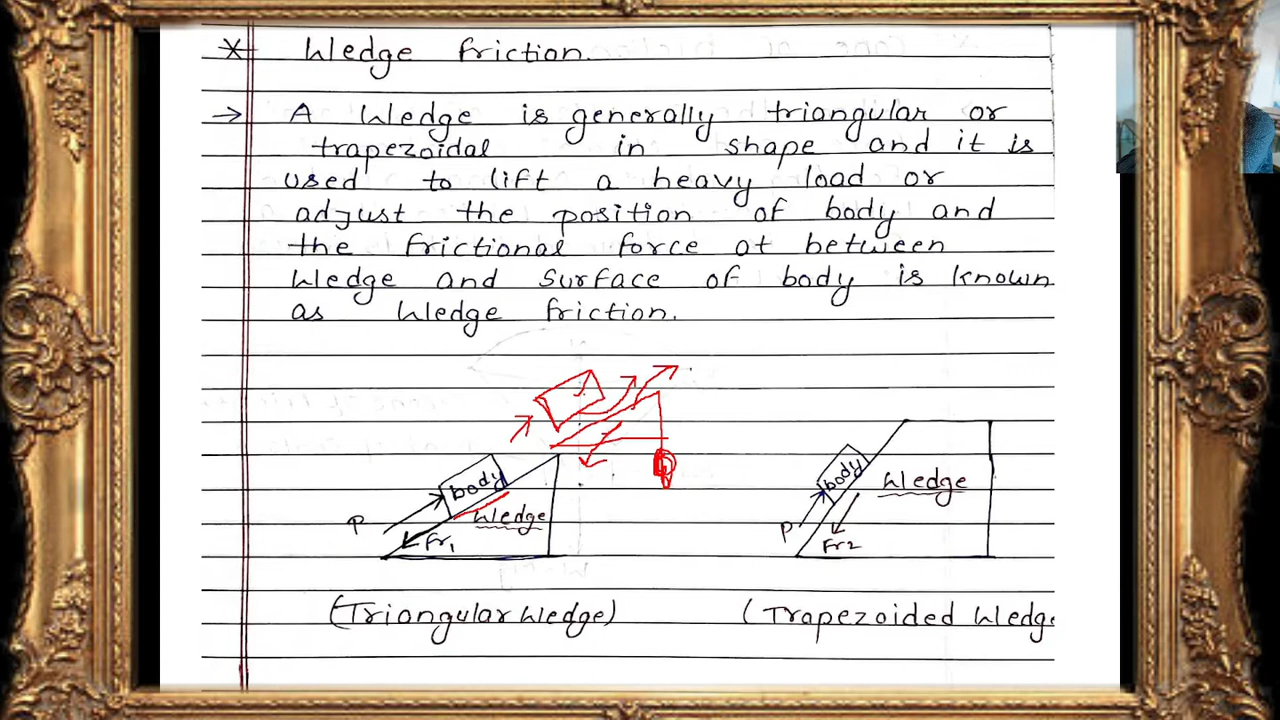 * Wedge friction.
→ A Wedge is generally triangular or
trapezoidal in shape and it is
used to lift a heavy load or
adjust the position of body and
the frictional force at between
Wedge and surface of body is known
as Wedge friction.
body
Wedge
P
Fr1
body
Wedge
P
Fr2
(Triangular Wedge)
(Trapezoided Wedge